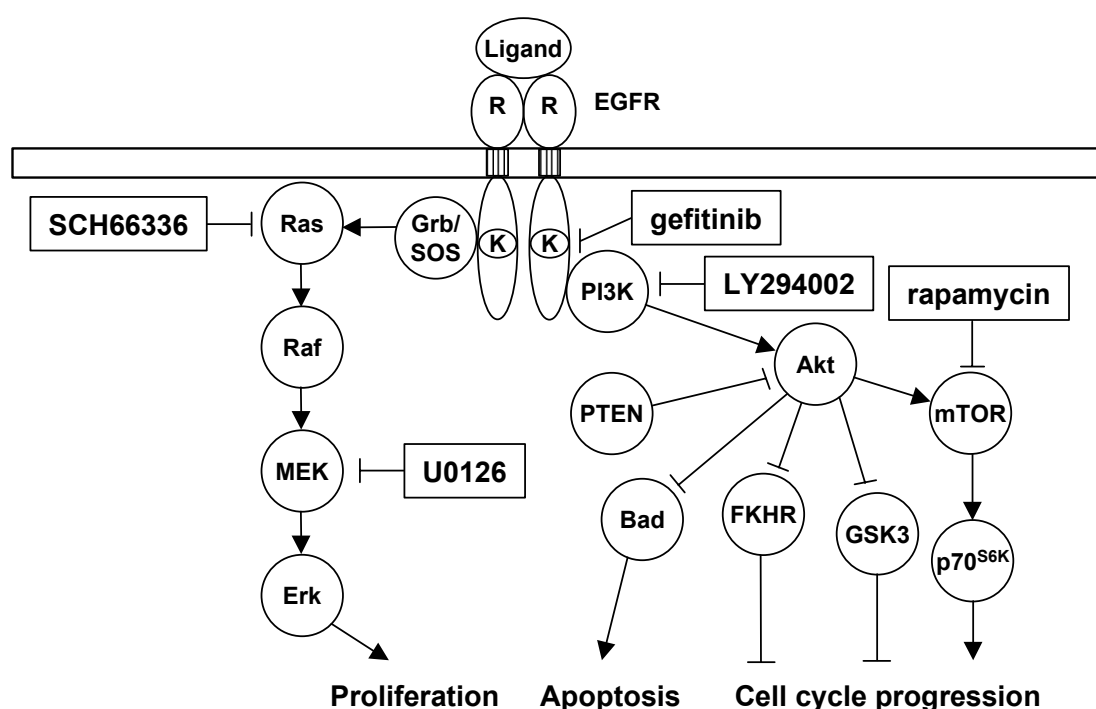 Ligand
R
R
EGFR
SCH66336
Ras
Grb/
SOS
K
K
gefitinib
PI3K
LY294002
rapamycin
Raf
Akt
PTEN
mTOR
MEK
U0126
Bad
FKHR
GSK3
p70S6K
Erk
Proliferation
Apoptosis
Cell cycle progression